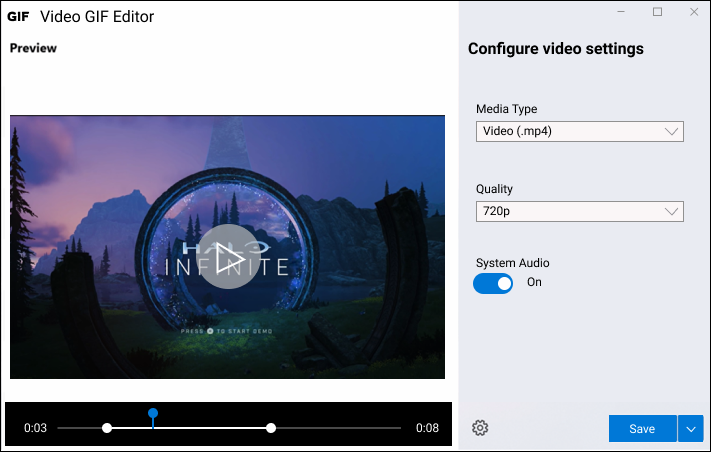 GIF Video GIF Editor
Preview
Configure video settings
Media Type
Video (.mp4)
Quality
720p
System Audio
On
HALO
INFINITE
PRESS TO START DEMO
0:03
0:08
Save